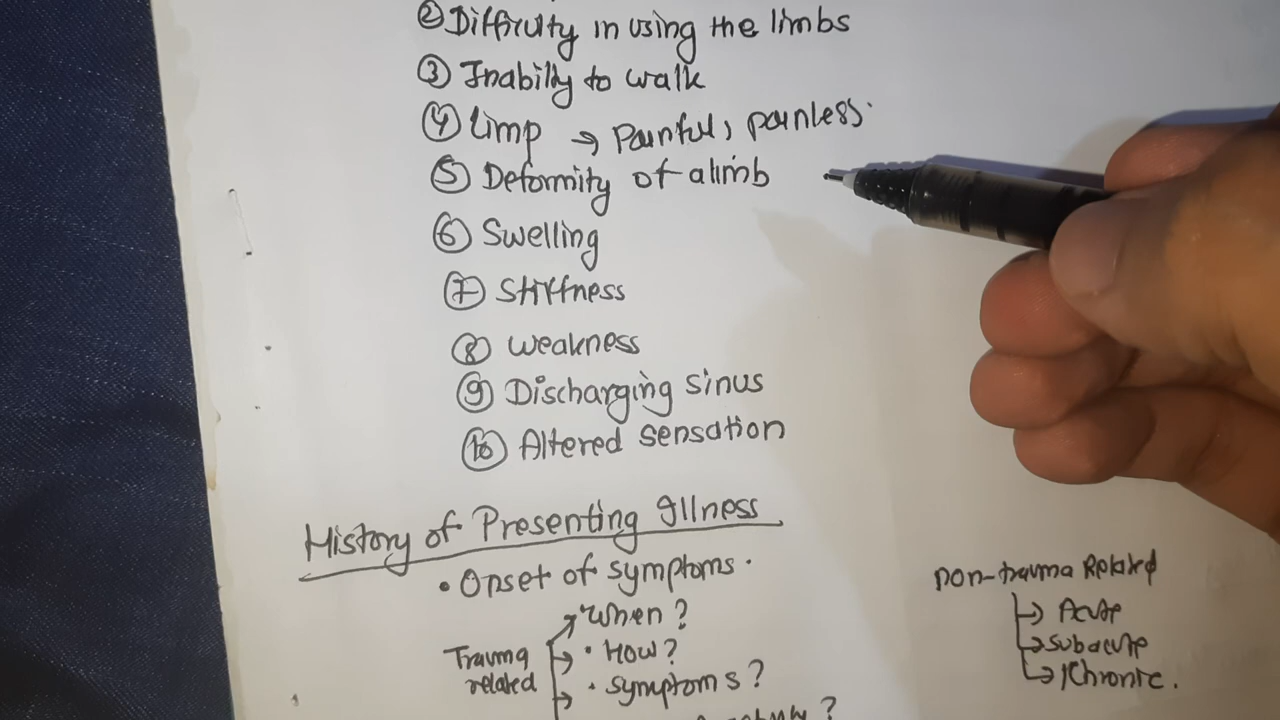 ② Difficulty in using the limbs
③ Inability to walk
④ Limp → Painful, painless.
⑤ Deformity of a limb
⑥ Swelling
⑦ Stiffness
⑧ Weakness
⑨ Discharging sinus
⑩ Altered sensation
History of Presenting Illness
• Onset of symptoms.
Trauma related
→ When?
→ • How?
→ • Symptoms?
non-trauma Related
→ Acute
→ subacute
→ Chronic.